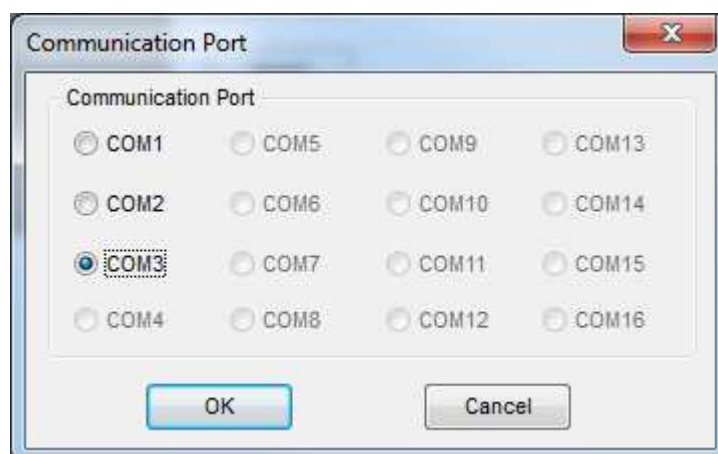 Communication Port
Communication Port
COM1 COM5 COM9 COM13
COM2 COM6 COM10 COM14
COM3 COM7 COM11 COM15
COM4 COM8 COM12 COM16
OK Cancel